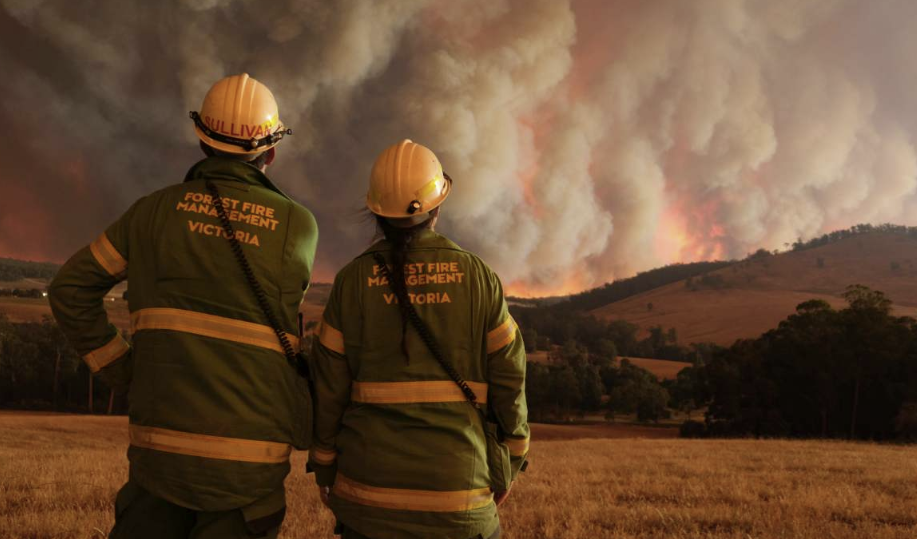 SULLIVAN
FOREST FIRE
MANAGEMENT
VICTORIA
FOREST FIRE
MANAGEMENT
VICTORIA